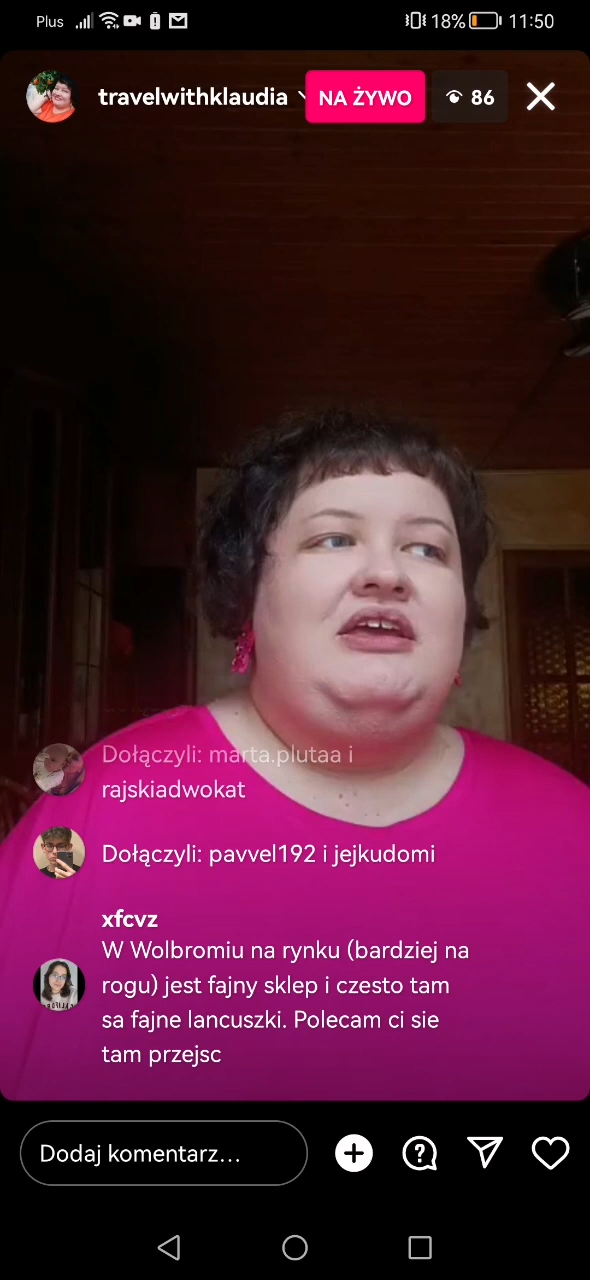 Plus 18% 11:50
travelwithklaudia NA ŻYWO 86
Dołączyli: marta.plutaa i
rajskiadwokat
Dołączyli: pavvel192 i jejkudomi
xfcvz
W Wolbromiu na rynku (bardziej na
rogu) jest fajny sklep i czesto tam
sa fajne lancuszki. Polecam ci sie
tam przejsc
Dodaj komentarz...